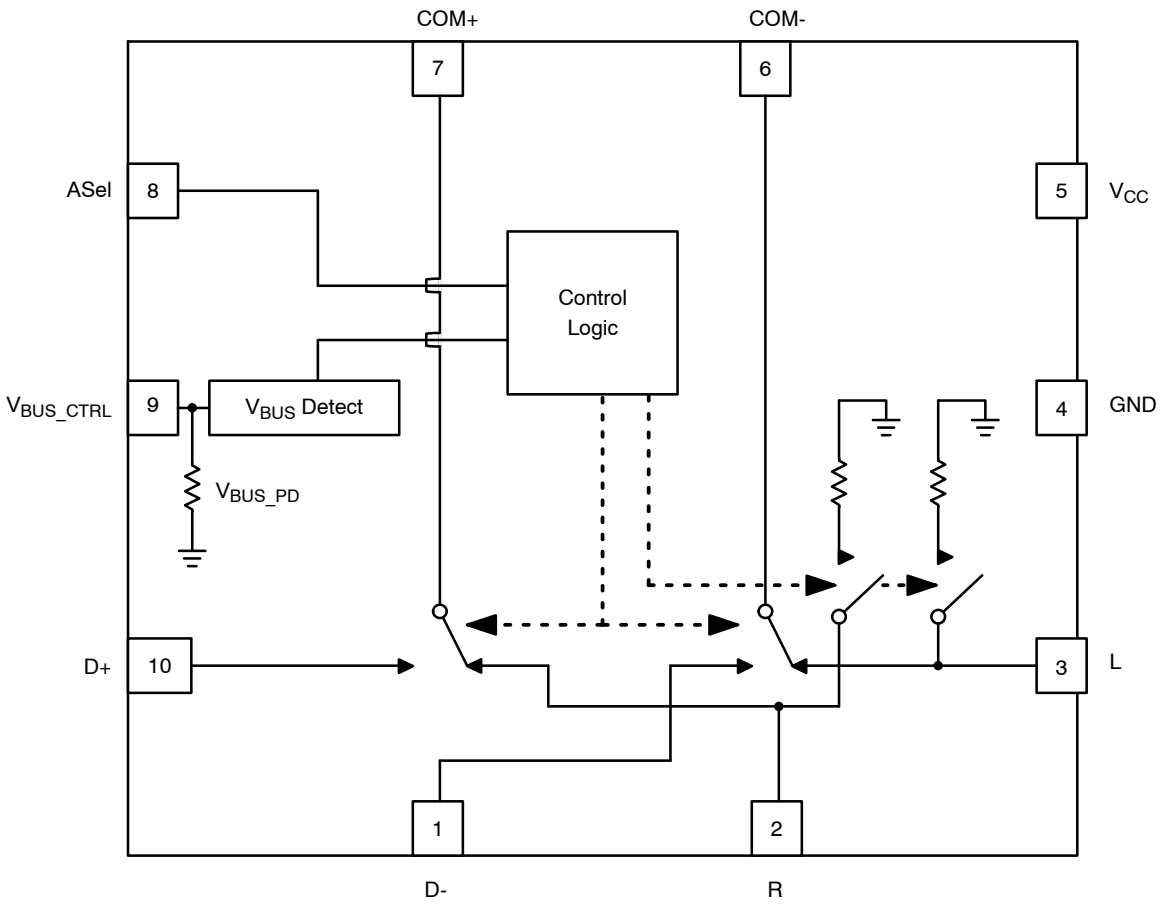 COM+
COM-
7
6
ASel
8
5
VCC
Control
Logic
VBUS_CTRL
9
VBUS Detect
4
GND
VBUS_PD
D+
10
3
L
1
2
D-
R